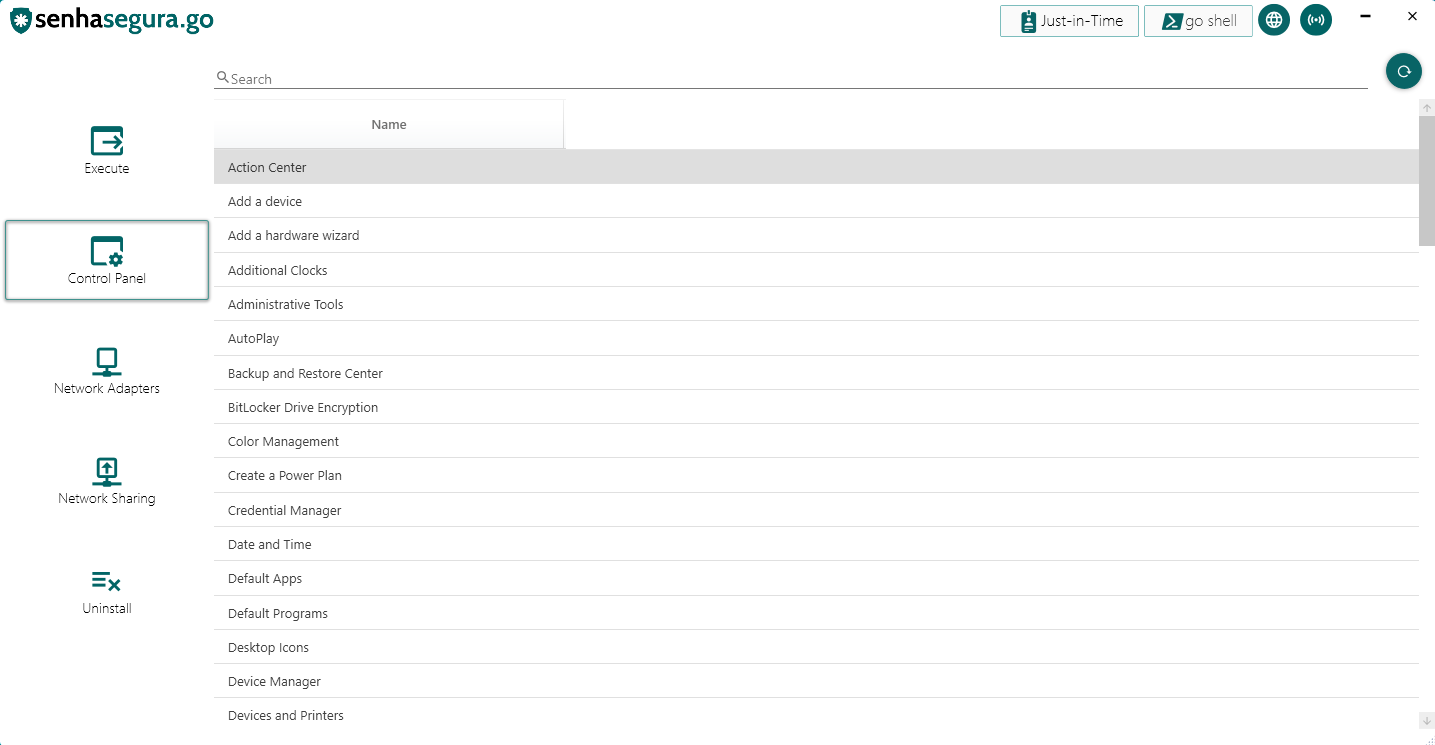 senhasegura.go
Just-in-Time
go shell
Search
Name
Execute
Control Panel
Network Adapters
Network Sharing
Uninstall
Action Center
Add a device
Add a hardware wizard
Additional Clocks
Administrative Tools
AutoPlay
Backup and Restore Center
BitLocker Drive Encryption
Color Management
Create a Power Plan
Credential Manager
Date and Time
Default Apps
Default Programs
Desktop Icons
Device Manager
Devices and Printers